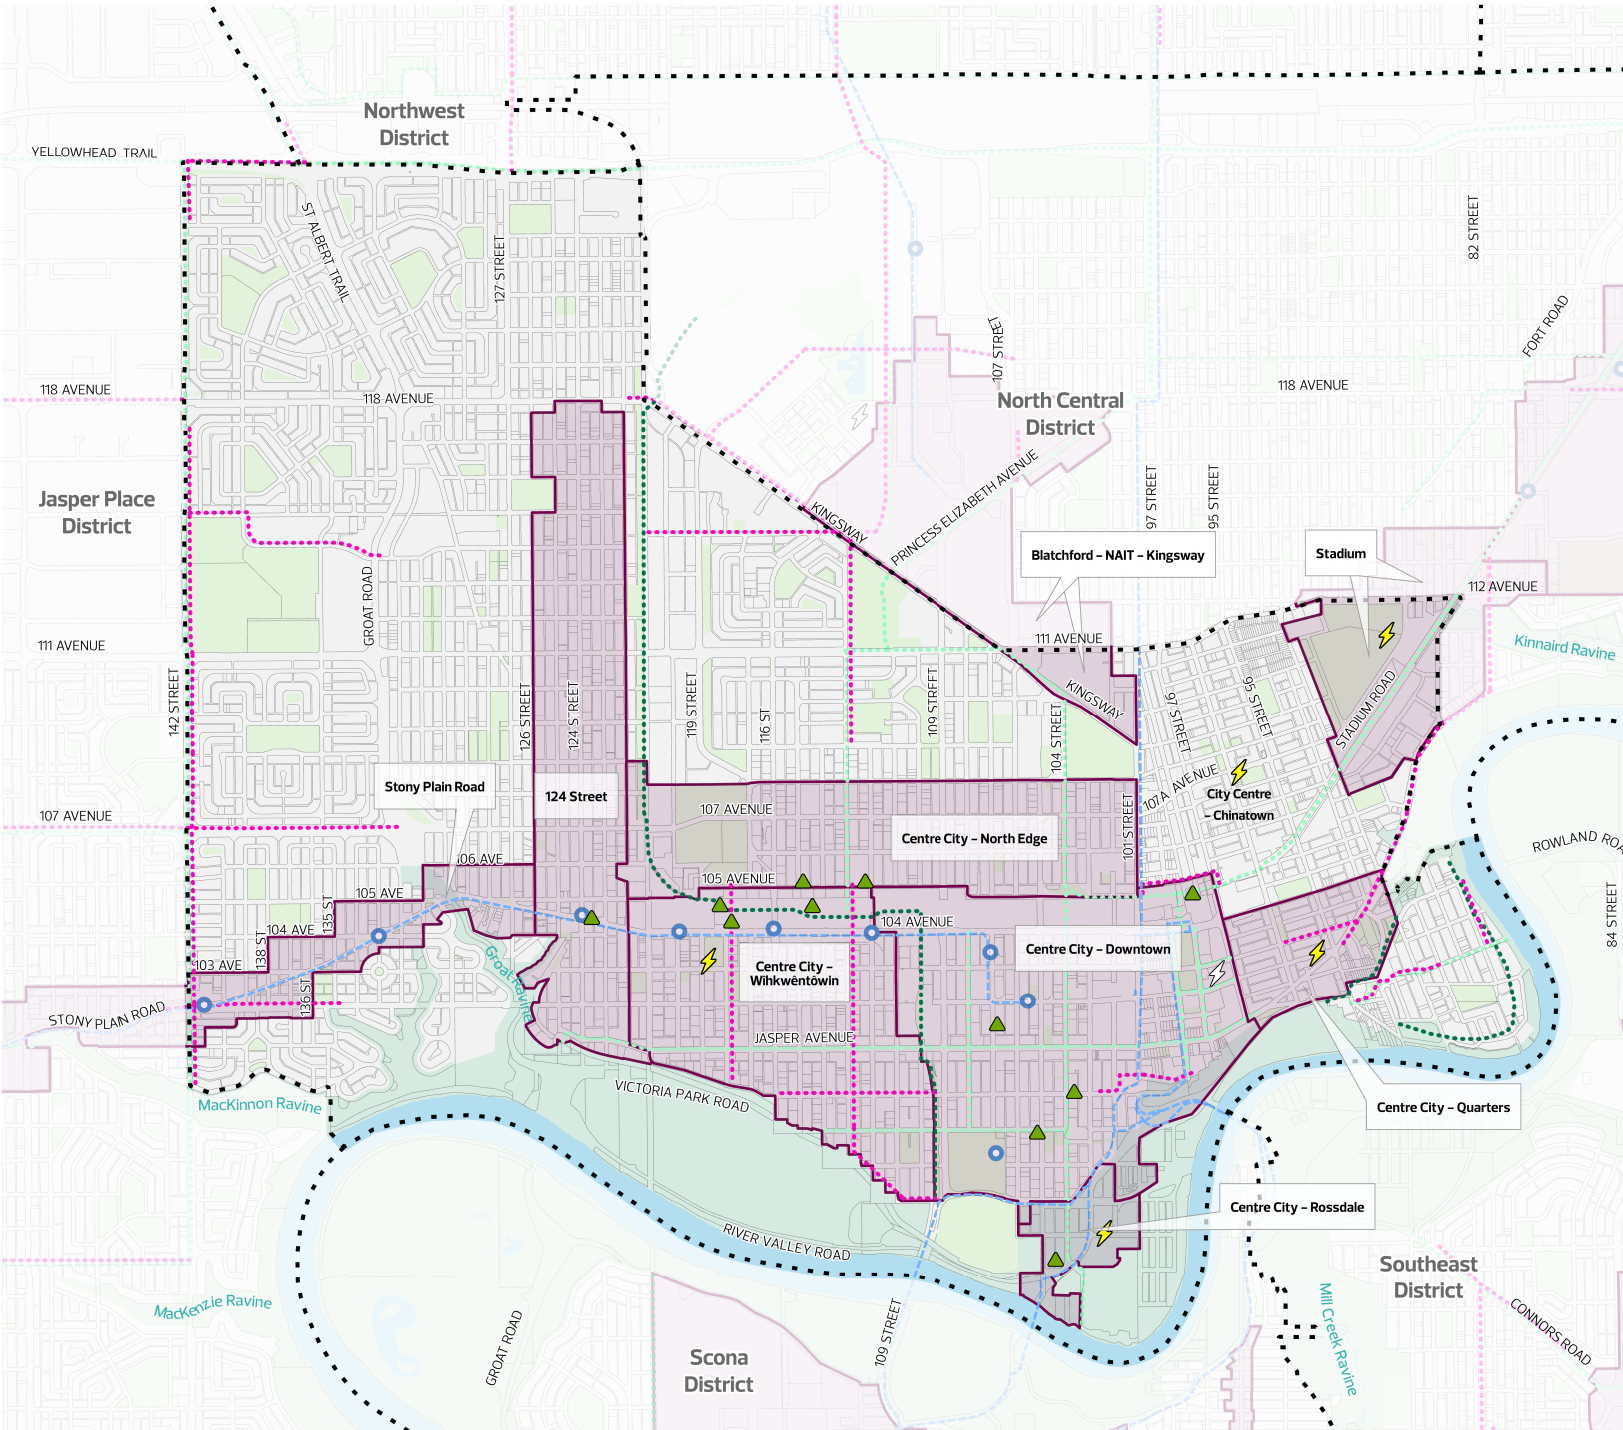 Northwest
District
YELLOWHEAD TRAIL
ST ALBERT TRAIL
127 STREET
82 STREET
FORT ROAD
107 STREET
118 AVENUE
118 AVENUE
118 AVENUE
North Central
District
Jasper Place
District
KINGSWAY
PRINCESS ELIZABETH AVENUE
97 STREET
95 STREET
Blatchford – NAIT – Kingsway
Stadium
112 AVENUE
GROAT ROAD
111 AVENUE
111 AVENUE
Kinnaird Ravine
142 STREET
126 STREET
124 STREET
119 STREET
116 ST
109 STREET
104 STREET
KINGSWAY
97 STREET
95 STREET
STADIUM ROAD
Stony Plain Road
124 Street
107A AVENUE
City Centre
– Chinatown
107 AVENUE
107 AVENUE
101 STREET
Centre City – North Edge
ROWLAND ROA
106 AVE
105 AVENUE
105 AVE
135 ST
104 AVE
138 ST
103 AVE
136 ST
104 AVENUE
84 STREET
Centre City – Downtown
Centre City –
Wîhkwêntôwin
Groat Ravine
STONY PLAIN ROAD
JASPER AVENUE
VICTORIA PARK ROAD
MacKinnon Ravine
Centre City – Quarters
Centre City – Rossdale
RIVER VALLEY ROAD
Southeast
District
MacKenzie Ravine
Mill Creek Ravine
CONNORS ROAD
GROAT ROAD
109 STREET
Scona
District